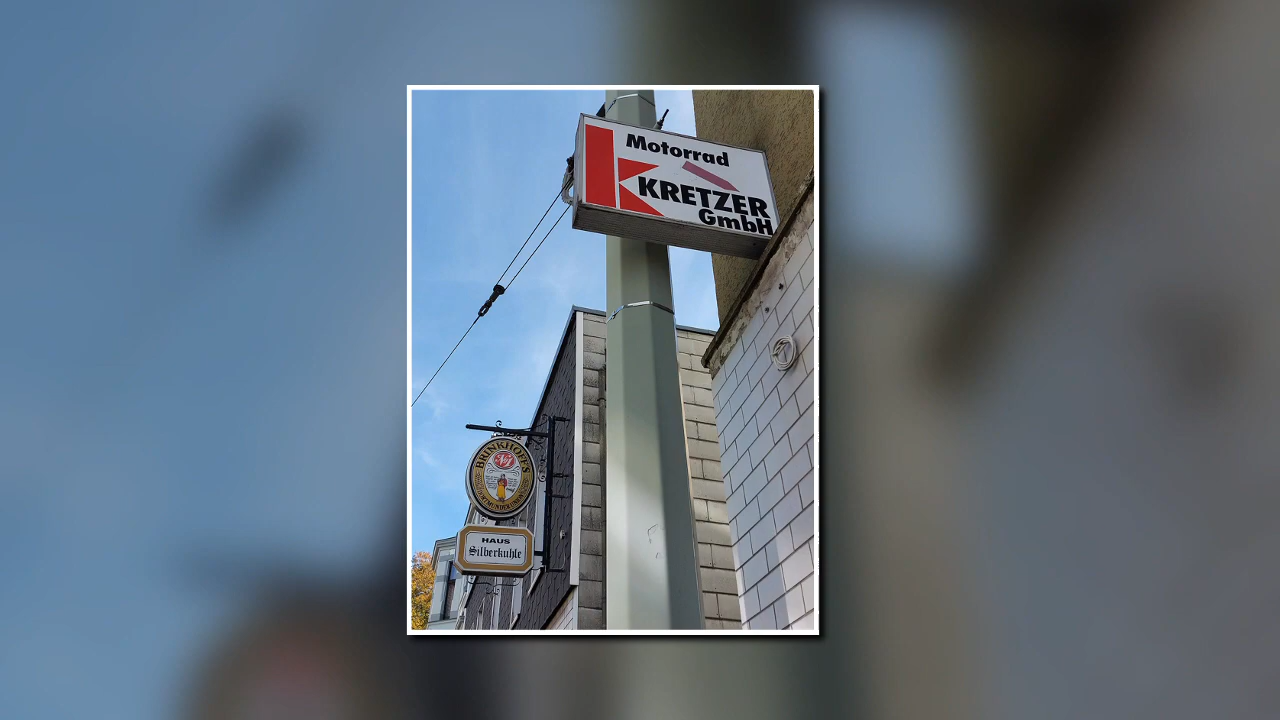 Motorrad
KRETZER
GmbH
BRINKHOFF'S
HAUS
Silberkuhle